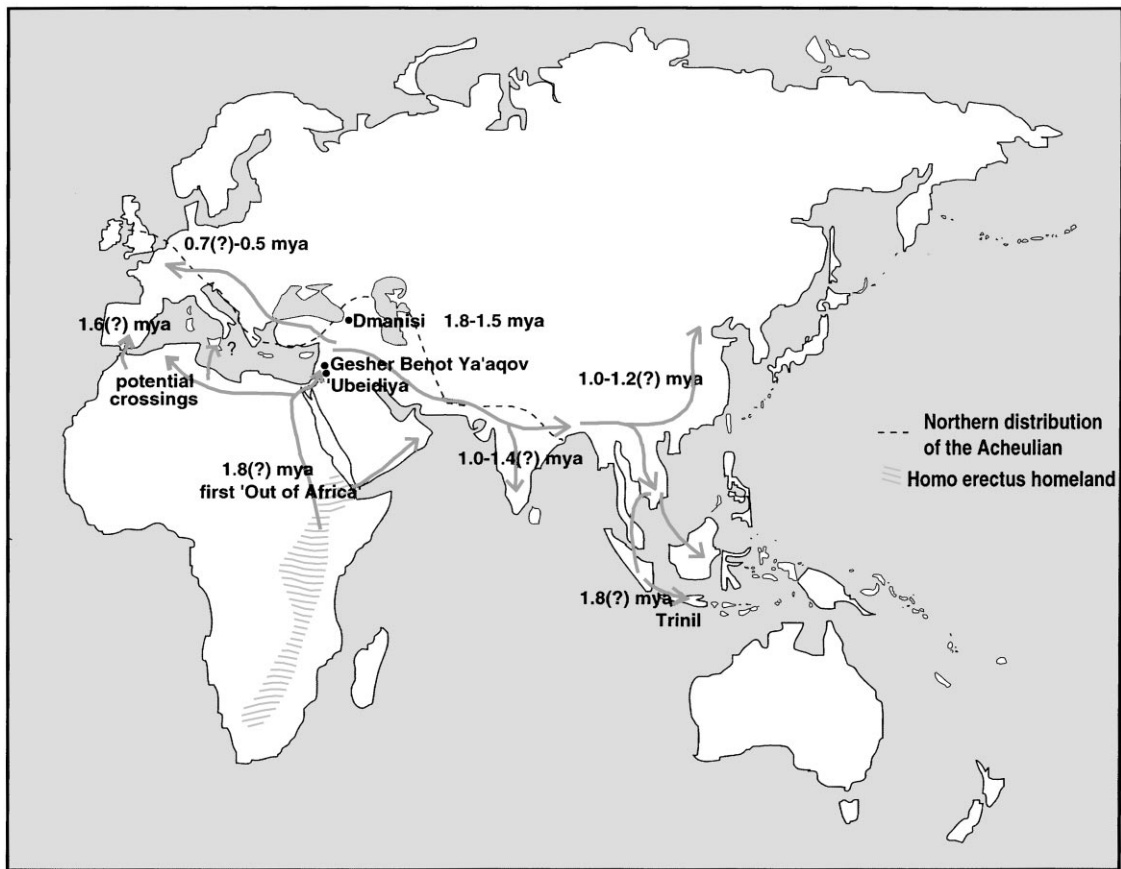 0.7(?)-0.5 mya
1.6(?) mya
?
Dmanisi
1.8-1.5 mya
potential
crossings
Gesher Benot Ya'aqov
'Ubeidiya
1.0-1.2(?) mya
Northern distribution
of the Acheulian
Homo erectus homeland
1.8(?) mya
first 'Out of Africa'
1.0-1.4(?) mya
1.8(?) mya
Trinil